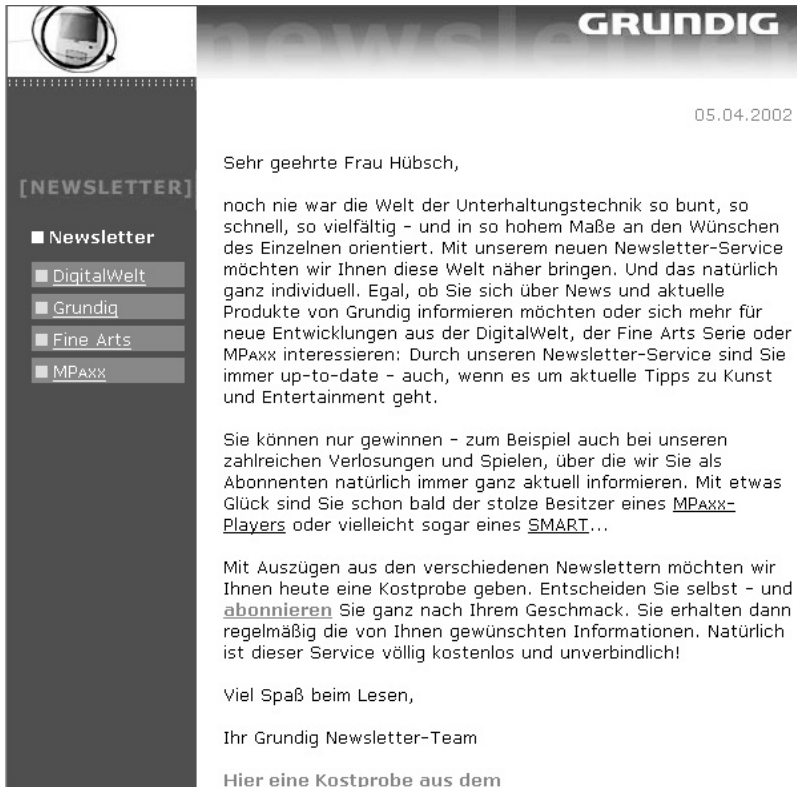 newsletter
GRUNDIG
05.04.2002
[NEWSLETTER]
Newsletter
DigitalWelt
Grundig
Fine Arts
MPAXX
Sehr geehrte Frau Hübsch,
noch nie war die Welt der Unterhaltungstechnik so bunt, so
schnell, so vielfältig – und in so hohem Maße an den Wünschen
des Einzelnen orientiert. Mit unserem neuen Newsletter-Service
möchten wir Ihnen diese Welt näher bringen. Und das natürlich
ganz individuell. Egal, ob Sie sich über News und aktuelle
Produkte von Grundig informieren möchten oder sich mehr für
neue Entwicklungen aus der DigitalWelt, der Fine Arts Serie oder
MPAXX interessieren: Durch unseren Newsletter-Service sind Sie
immer up-to-date – auch, wenn es um aktuelle Tipps zu Kunst
und Entertainment geht.
Sie können nur gewinnen – zum Beispiel auch bei unseren
zahlreichen Verlosungen und Spielen, über die wir Sie als
Abonnenten natürlich immer ganz aktuell informieren. Mit etwas
Glück sind Sie schon bald der stolze Besitzer eines MPAXX-
Players oder vielleicht sogar eines SMART...
Mit Auszügen aus den verschiedenen Newslettern möchten wir
Ihnen heute eine Kostprobe geben. Entscheiden Sie selbst – und
abonnieren Sie ganz nach Ihrem Geschmack. Sie erhalten dann
regelmäßig die von Ihnen gewünschten Informationen. Natürlich
ist dieser Service völlig kostenlos und unverbindlich!
Viel Spaß beim Lesen,
Ihr Grundig Newsletter-Team
Hier eine Kostprobe aus dem